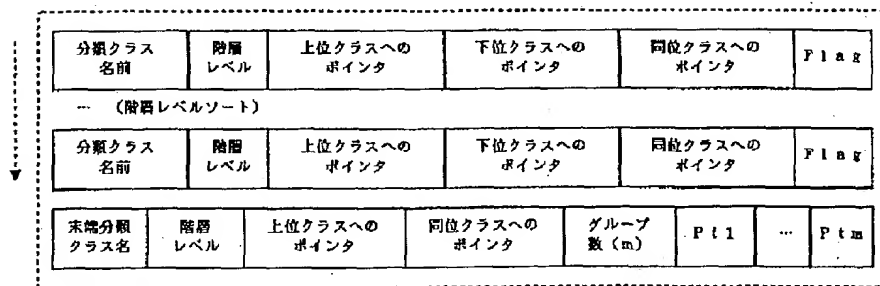 分類クラス
名前
階層
レベル
上位クラスへの
ポインタ
下位クラスへの
ポインタ
同位クラスへの
ポインタ
Flag
… (階層レベルソート)
分類クラス
名前
階層
レベル
上位クラスへの
ポインタ
下位クラスへの
ポインタ
同位クラスへの
ポインタ
Flag
末端分類
クラス名
階層
レベル
上位クラスへの
ポインタ
同位クラスへの
ポインタ
グループ
数(m)
Pt1
…
Ptm